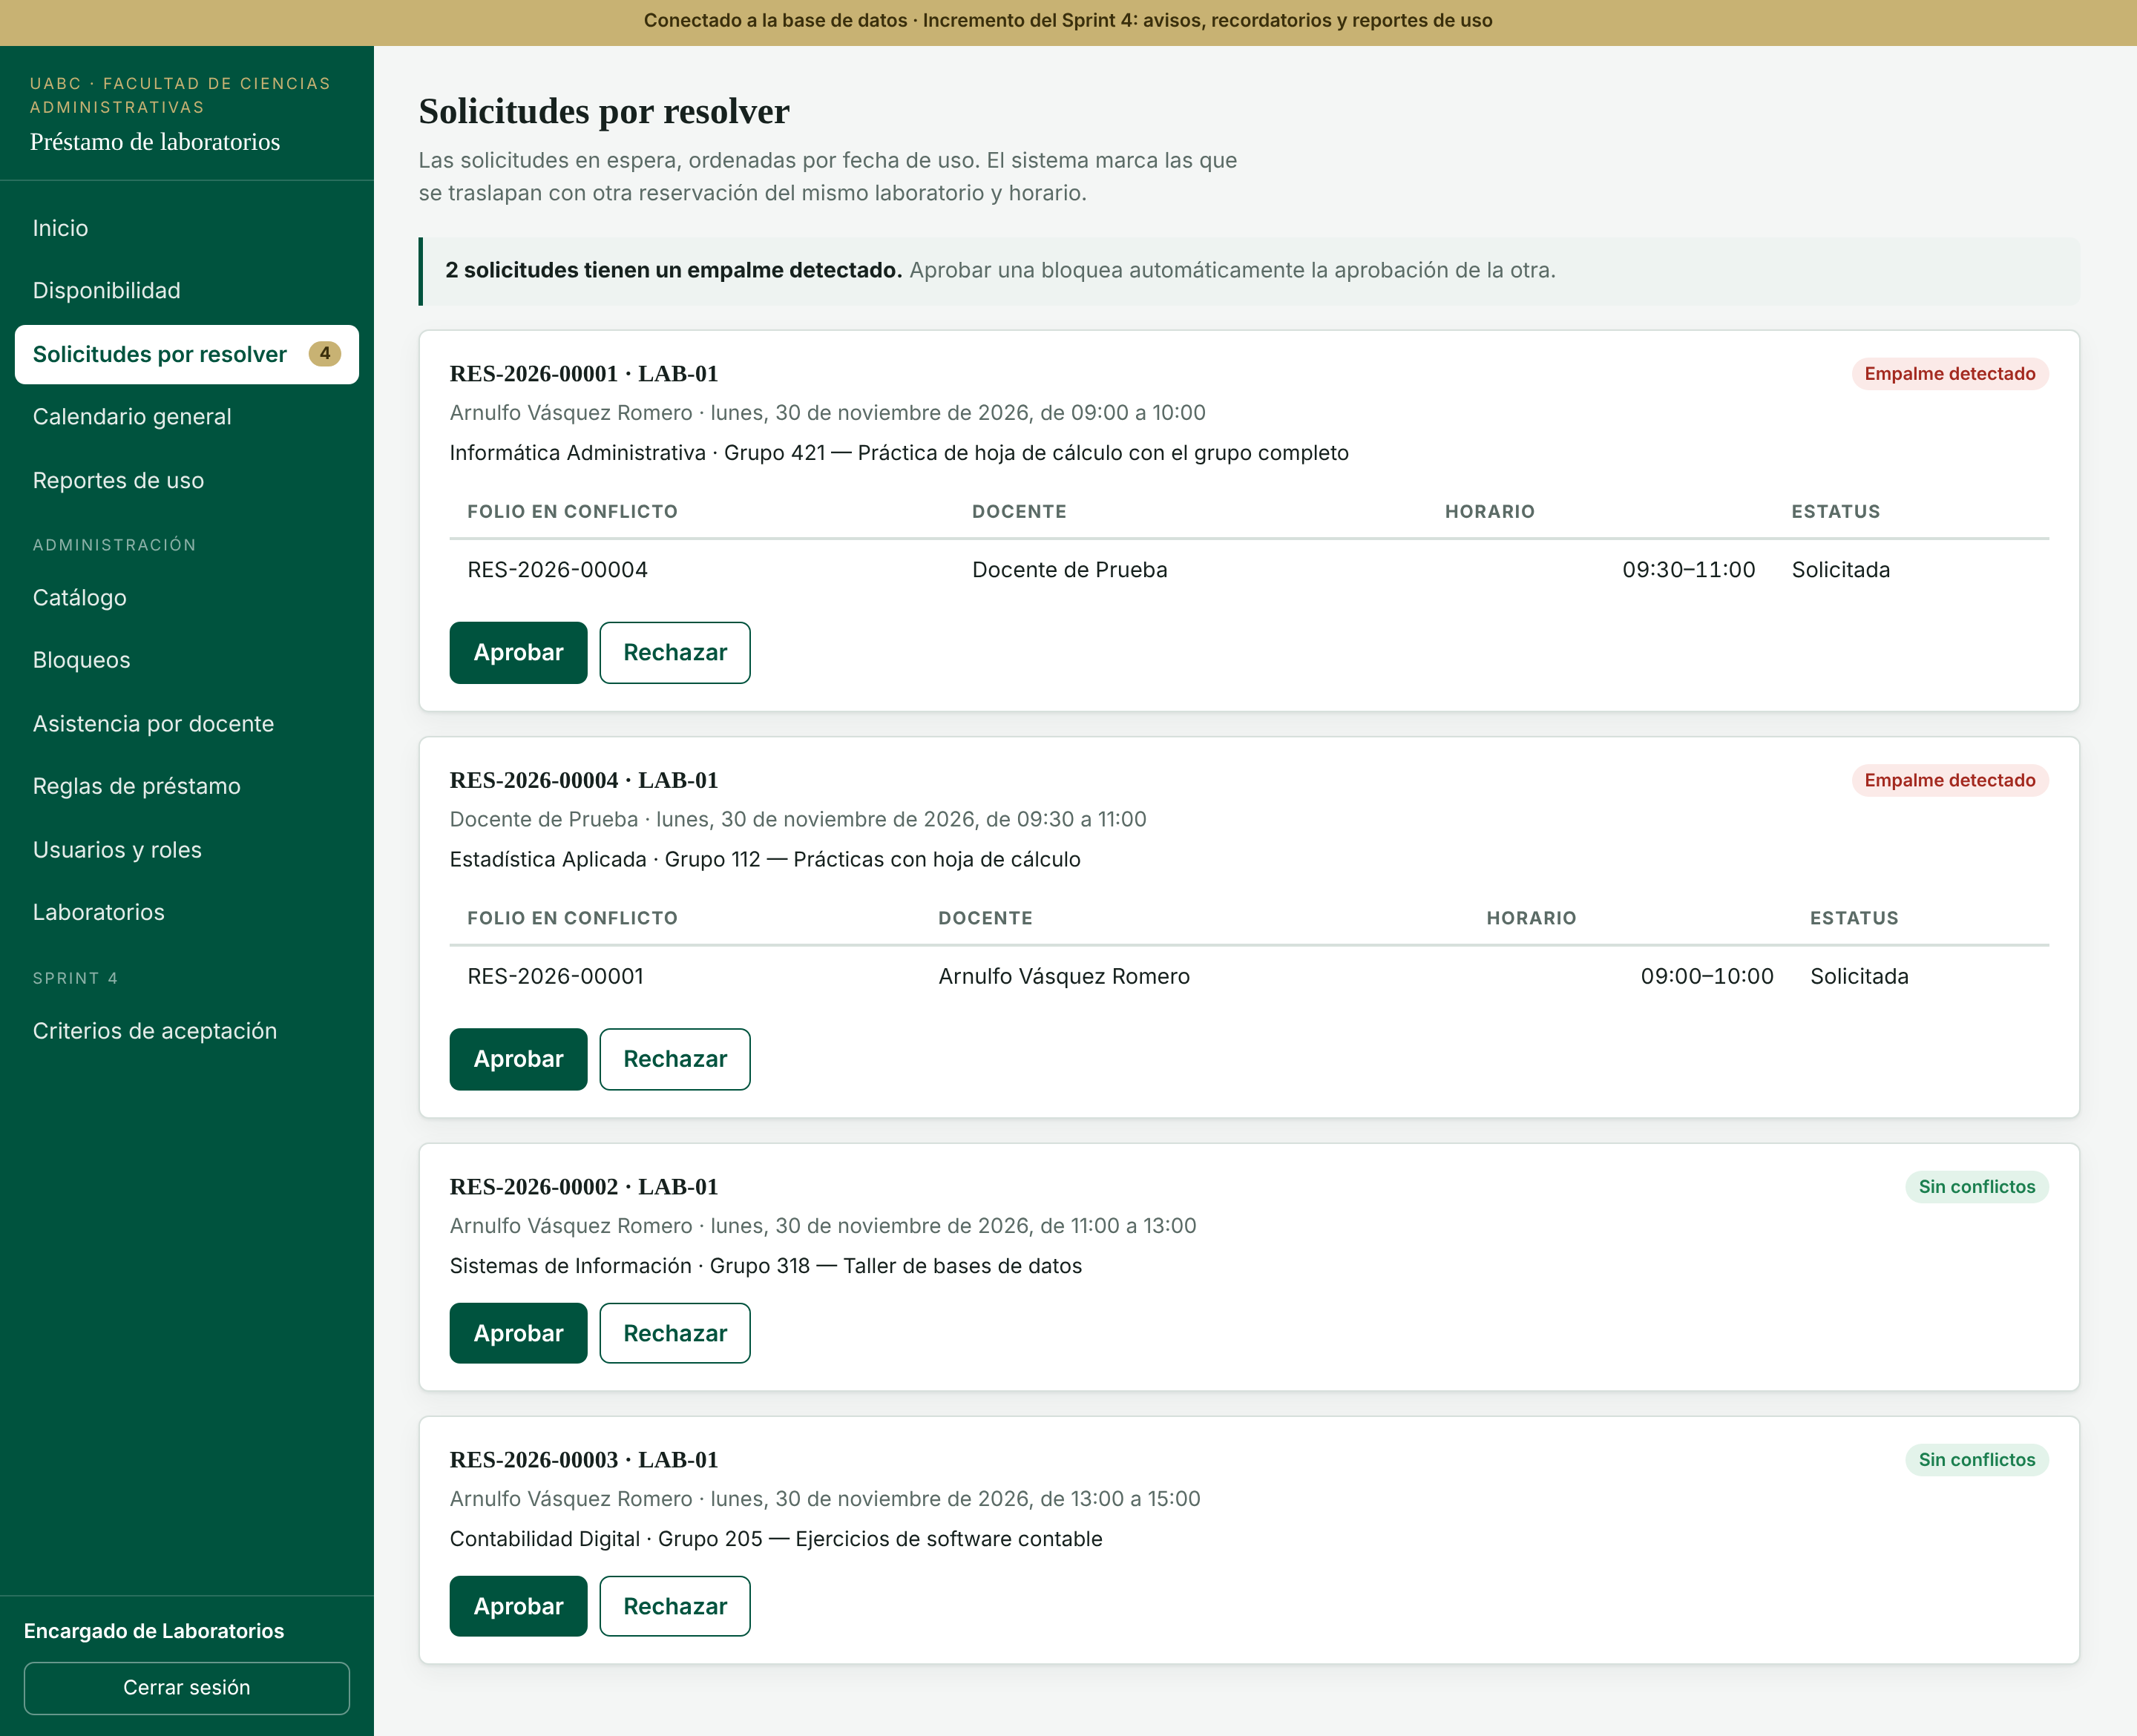 Conectado a la base de datos · Incremento del Sprint 4: avisos, recordatorios y reportes de uso
UABC · FACULTAD DE CIENCIAS
ADMINISTRATIVAS
Préstamo de laboratorios
Inicio
Disponibilidad
Solicitudes por resolver 4
Calendario general
Reportes de uso
ADMINISTRACIÓN
Catálogo
Bloqueos
Asistencia por docente
Reglas de préstamo
Usuarios y roles
Laboratorios
SPRINT 4
Criterios de aceptación
Encargado de Laboratorios
Cerrar sesión
Solicitudes por resolver
Las solicitudes en espera, ordenadas por fecha de uso. El sistema marca las que
se traslapan con otra reservación del mismo laboratorio y horario.
2 solicitudes tienen un empalme detectado. Aprobar una bloquea automáticamente la aprobación de la otra.
RES-2026-00001 · LAB-01 Empalme detectado
Arnulfo Vásquez Romero · lunes, 30 de noviembre de 2026, de 09:00 a 10:00
Informática Administrativa · Grupo 421 — Práctica de hoja de cálculo con el grupo completo
FOLIO EN CONFLICTO DOCENTE HORARIO ESTATUS
RES-2026-00004 Docente de Prueba 09:30–11:00 Solicitada
Aprobar Rechazar
RES-2026-00004 · LAB-01 Empalme detectado
Docente de Prueba · lunes, 30 de noviembre de 2026, de 09:30 a 11:00
Estadística Aplicada · Grupo 112 — Prácticas con hoja de cálculo
FOLIO EN CONFLICTO DOCENTE HORARIO ESTATUS
RES-2026-00001 Arnulfo Vásquez Romero 09:00–10:00 Solicitada
Aprobar Rechazar
RES-2026-00002 · LAB-01 Sin conflictos
Arnulfo Vásquez Romero · lunes, 30 de noviembre de 2026, de 11:00 a 13:00
Sistemas de Información · Grupo 318 — Taller de bases de datos
Aprobar Rechazar
RES-2026-00003 · LAB-01 Sin conflictos
Arnulfo Vásquez Romero · lunes, 30 de noviembre de 2026, de 13:00 a 15:00
Contabilidad Digital · Grupo 205 — Ejercicios de software contable
Aprobar Rechazar